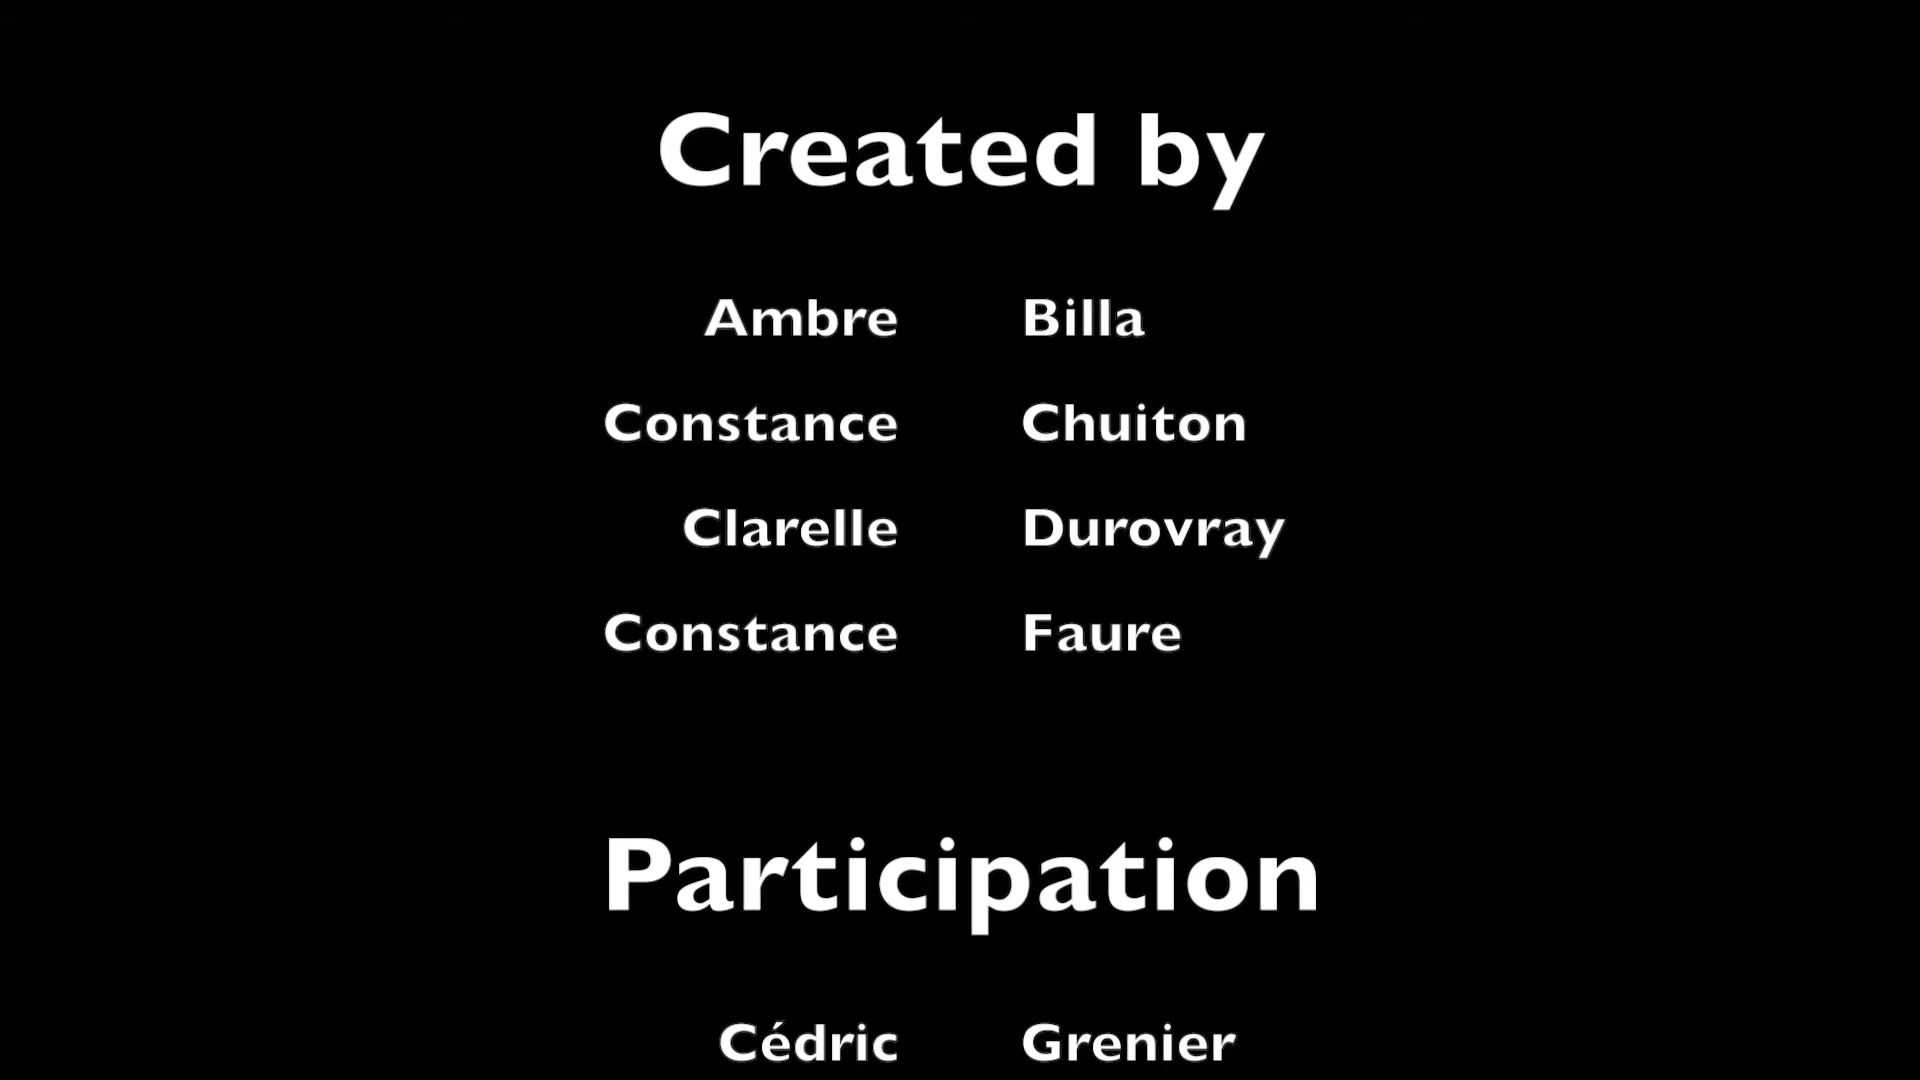 Created by
Ambre Billa
Constance Chuiton
Clarelle Durovray
Constance Faure
Participation
Cédric Grenier